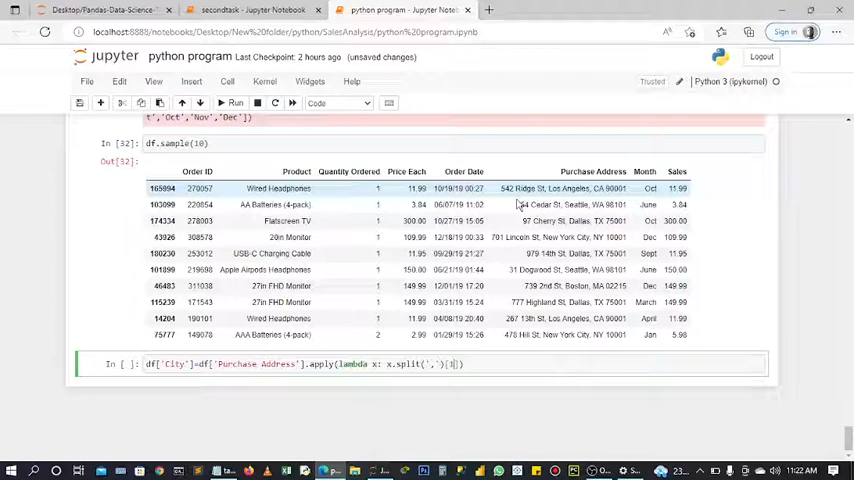 Desktop/Pandas-Data-Science-T
secondtask - Jupyter Notebook
python program - Jupyter Noteb
localhost:8888/notebooks/Desktop/New%20folder/python/SalesAnalysis/python%20program.ipynb
Sign in
jupyter python program Last Checkpoint: 2 hours ago (unsaved changes)
Logout
File Edit View Insert Cell Kernel Widgets Help
Trusted Python 3 (ipykernel)
Run Code
t','Oct','Nov','Dec'])
In [32]: df.sample(10)
Out[32]:
Order ID Product Quantity Ordered Price Each Order Date Purchase Address Month Sales
165994 270057 Wired Headphones 1 11.99 10/19/19 00:27 542 Ridge St, Los Angeles, CA 90001 Oct 11.99
103099 220854 AA Batteries (4-pack) 1 3.84 06/07/19 11:02 64 Cedar St, Seattle, WA 98101 June 3.84
174334 278003 Flatscreen TV 1 300.00 10/27/19 15:05 97 Cherry St, Dallas, TX 75001 Oct 300.00
43926 308578 20in Monitor 1 109.99 12/18/19 00:33 701 Lincoln St, New York City, NY 10001 Dec 109.99
180230 253012 USB-C Charging Cable 1 11.95 09/29/19 21:27 979 14th St, Dallas, TX 75001 Sept 11.95
101899 219698 Apple Airpods Headphones 1 150.00 06/21/19 01:44 31 Dogwood St, Seattle, WA 98101 June 150.00
46483 311038 27in FHD Monitor 1 149.99 12/01/19 17:20 739 2nd St, Boston, MA 02215 Dec 149.99
115239 171543 27in FHD Monitor 1 149.99 03/31/19 15:24 777 Highland St, Dallas, TX 75001 March 149.99
14204 190101 Wired Headphones 1 11.99 04/08/19 20:40 267 13th St, Los Angeles, CA 90001 April 11.99
75777 149078 AAA Batteries (4-pack) 2 2.99 01/29/19 15:26 478 Hill St, New York City, NY 10001 Jan 5.98
In [ ]: df['City']=df['Purchase Address'].apply(lambda x: x.split(',')[1])
23...
11:22 AM